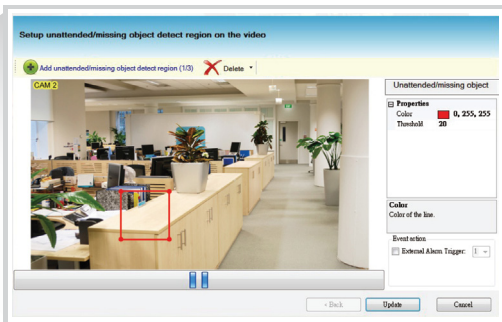 Setup unattended/missing object detect region on the video
Add unattended/missing object detect region (1/3) Delete
CAM 2
Unattended/missing object
Properties
Color 0, 255, 255
Threshold 20
Color
Color of the line.
Event action
External Alarm Trigger: 1
< Back Update Cancel